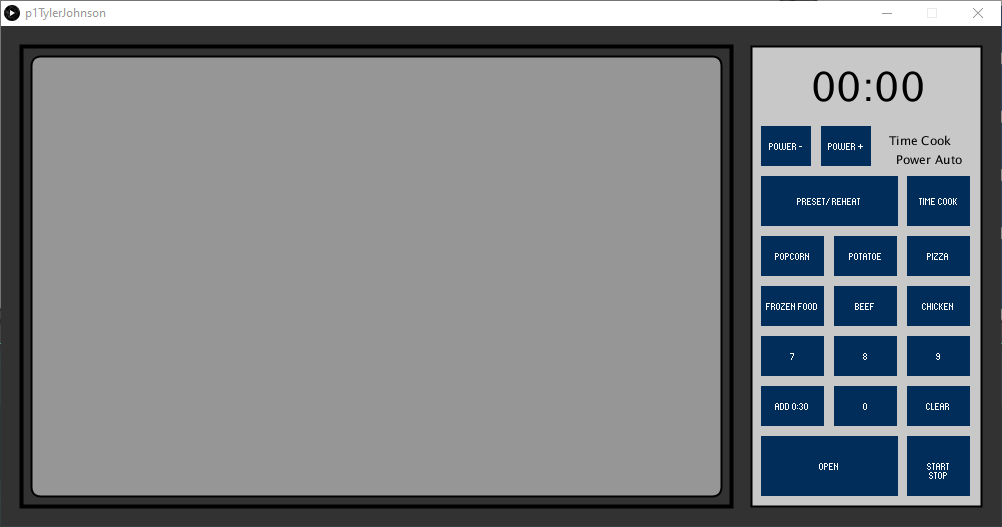 p1TylerJohnson
00:00
POWER - POWER +
Time Cook
Power Auto
PRESET/REHEAT TIME COOK
POPCORN POTATOE PIZZA
FROZEN FOOD BEEF CHICKEN
7 8 9
ADD 0:30 0 CLEAR
OPEN START
STOP